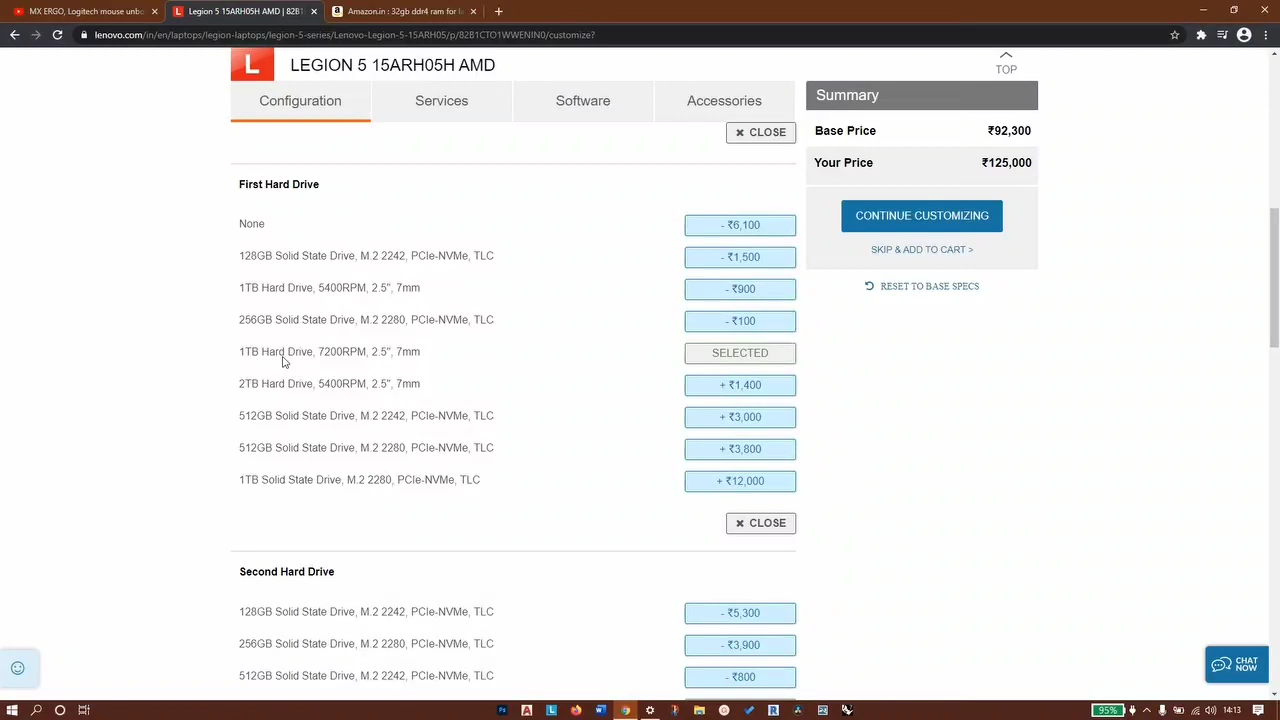 MX ERGO, Logitech mouse unb
Legion 5 15ARH05H AMD | 82B1
Amazon.in : 32gb ddr4 ram for l
lenovo.com/in/en/laptops/legion-laptops/legion-5-series/Lenovo-Legion-5-15ARH05/p/82B1CTO1WWENIN0/customize?
L LEGION 5 15ARH05H AMD
TOP
Configuration
Services
Software
Accessories
Summary
CLOSE
Base Price ₹92,300
Your Price ₹125,000
CONTINUE CUSTOMIZING
SKIP & ADD TO CART >
RESET TO BASE SPECS
First Hard Drive
None - ₹6,100
128GB Solid State Drive, M.2 2242, PCIe-NVMe, TLC - ₹1,500
1TB Hard Drive, 5400RPM, 2.5", 7mm - ₹900
256GB Solid State Drive, M.2 2280, PCIe-NVMe, TLC - ₹100
1TB Hard Drive, 7200RPM, 2.5", 7mm SELECTED
2TB Hard Drive, 5400RPM, 2.5", 7mm + ₹1,400
512GB Solid State Drive, M.2 2242, PCIe-NVMe, TLC + ₹3,000
512GB Solid State Drive, M.2 2280, PCIe-NVMe, TLC + ₹3,800
1TB Solid State Drive, M.2 2280, PCIe-NVMe, TLC + ₹12,000
CLOSE
Second Hard Drive
128GB Solid State Drive, M.2 2242, PCIe-NVMe, TLC - ₹5,300
256GB Solid State Drive, M.2 2280, PCIe-NVMe, TLC - ₹3,900
512GB Solid State Drive, M.2 2242, PCIe-NVMe, TLC - ₹800
CHAT
NOW
95%
14:13